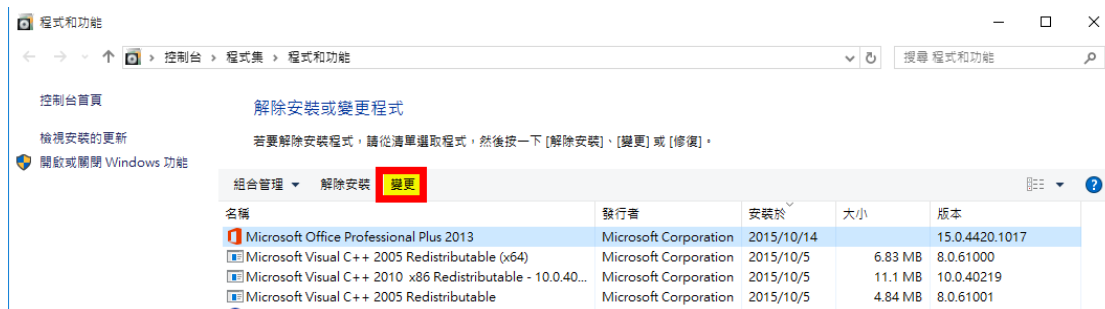 程式和功能
控制台 › 程式集 › 程式和功能
搜尋 程式和功能
控制台首頁
檢視安裝的更新
開啟或關閉 Windows 功能
解除安裝或變更程式
若要解除安裝程式，請從清單選取程式，然後按一下 [解除安裝]、[變更] 或 [修復]。
組合管理 解除安裝 變更
名稱 發行者 安裝於 大小 版本
Microsoft Office Professional Plus 2013 Microsoft Corporation 2015/10/14 15.0.4420.1017
Microsoft Visual C++ 2005 Redistributable (x64) Microsoft Corporation 2015/10/5 6.83 MB 8.0.61000
Microsoft Visual C++ 2010 x86 Redistributable - 10.0.40... Microsoft Corporation 2015/10/5 11.1 MB 10.0.40219
Microsoft Visual C++ 2005 Redistributable Microsoft Corporation 2015/10/5 4.84 MB 8.0.61001